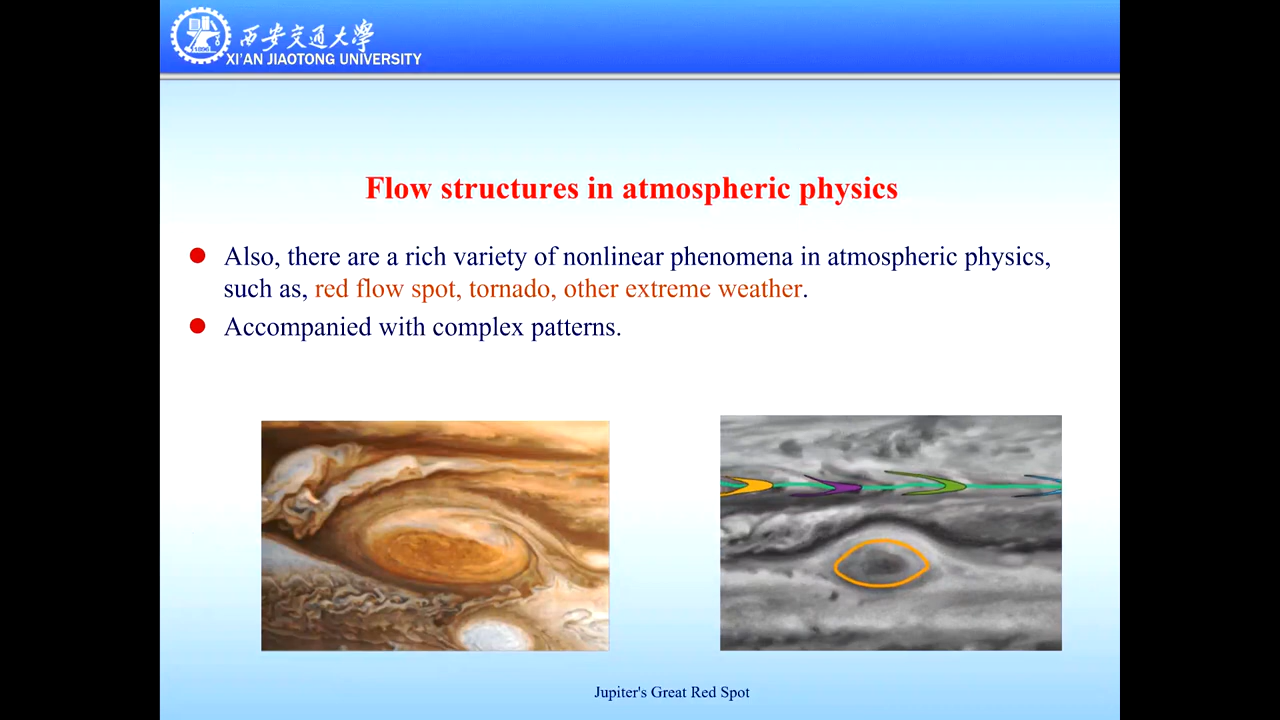 西安交通大學
XI'AN JIAOTONG UNIVERSITY
1896
Flow structures in atmospheric physics
Also, there are a rich variety of nonlinear phenomena in atmospheric physics,
such as, red flow spot, tornado, other extreme weather.
Accompanied with complex patterns.
Jupiter's Great Red Spot